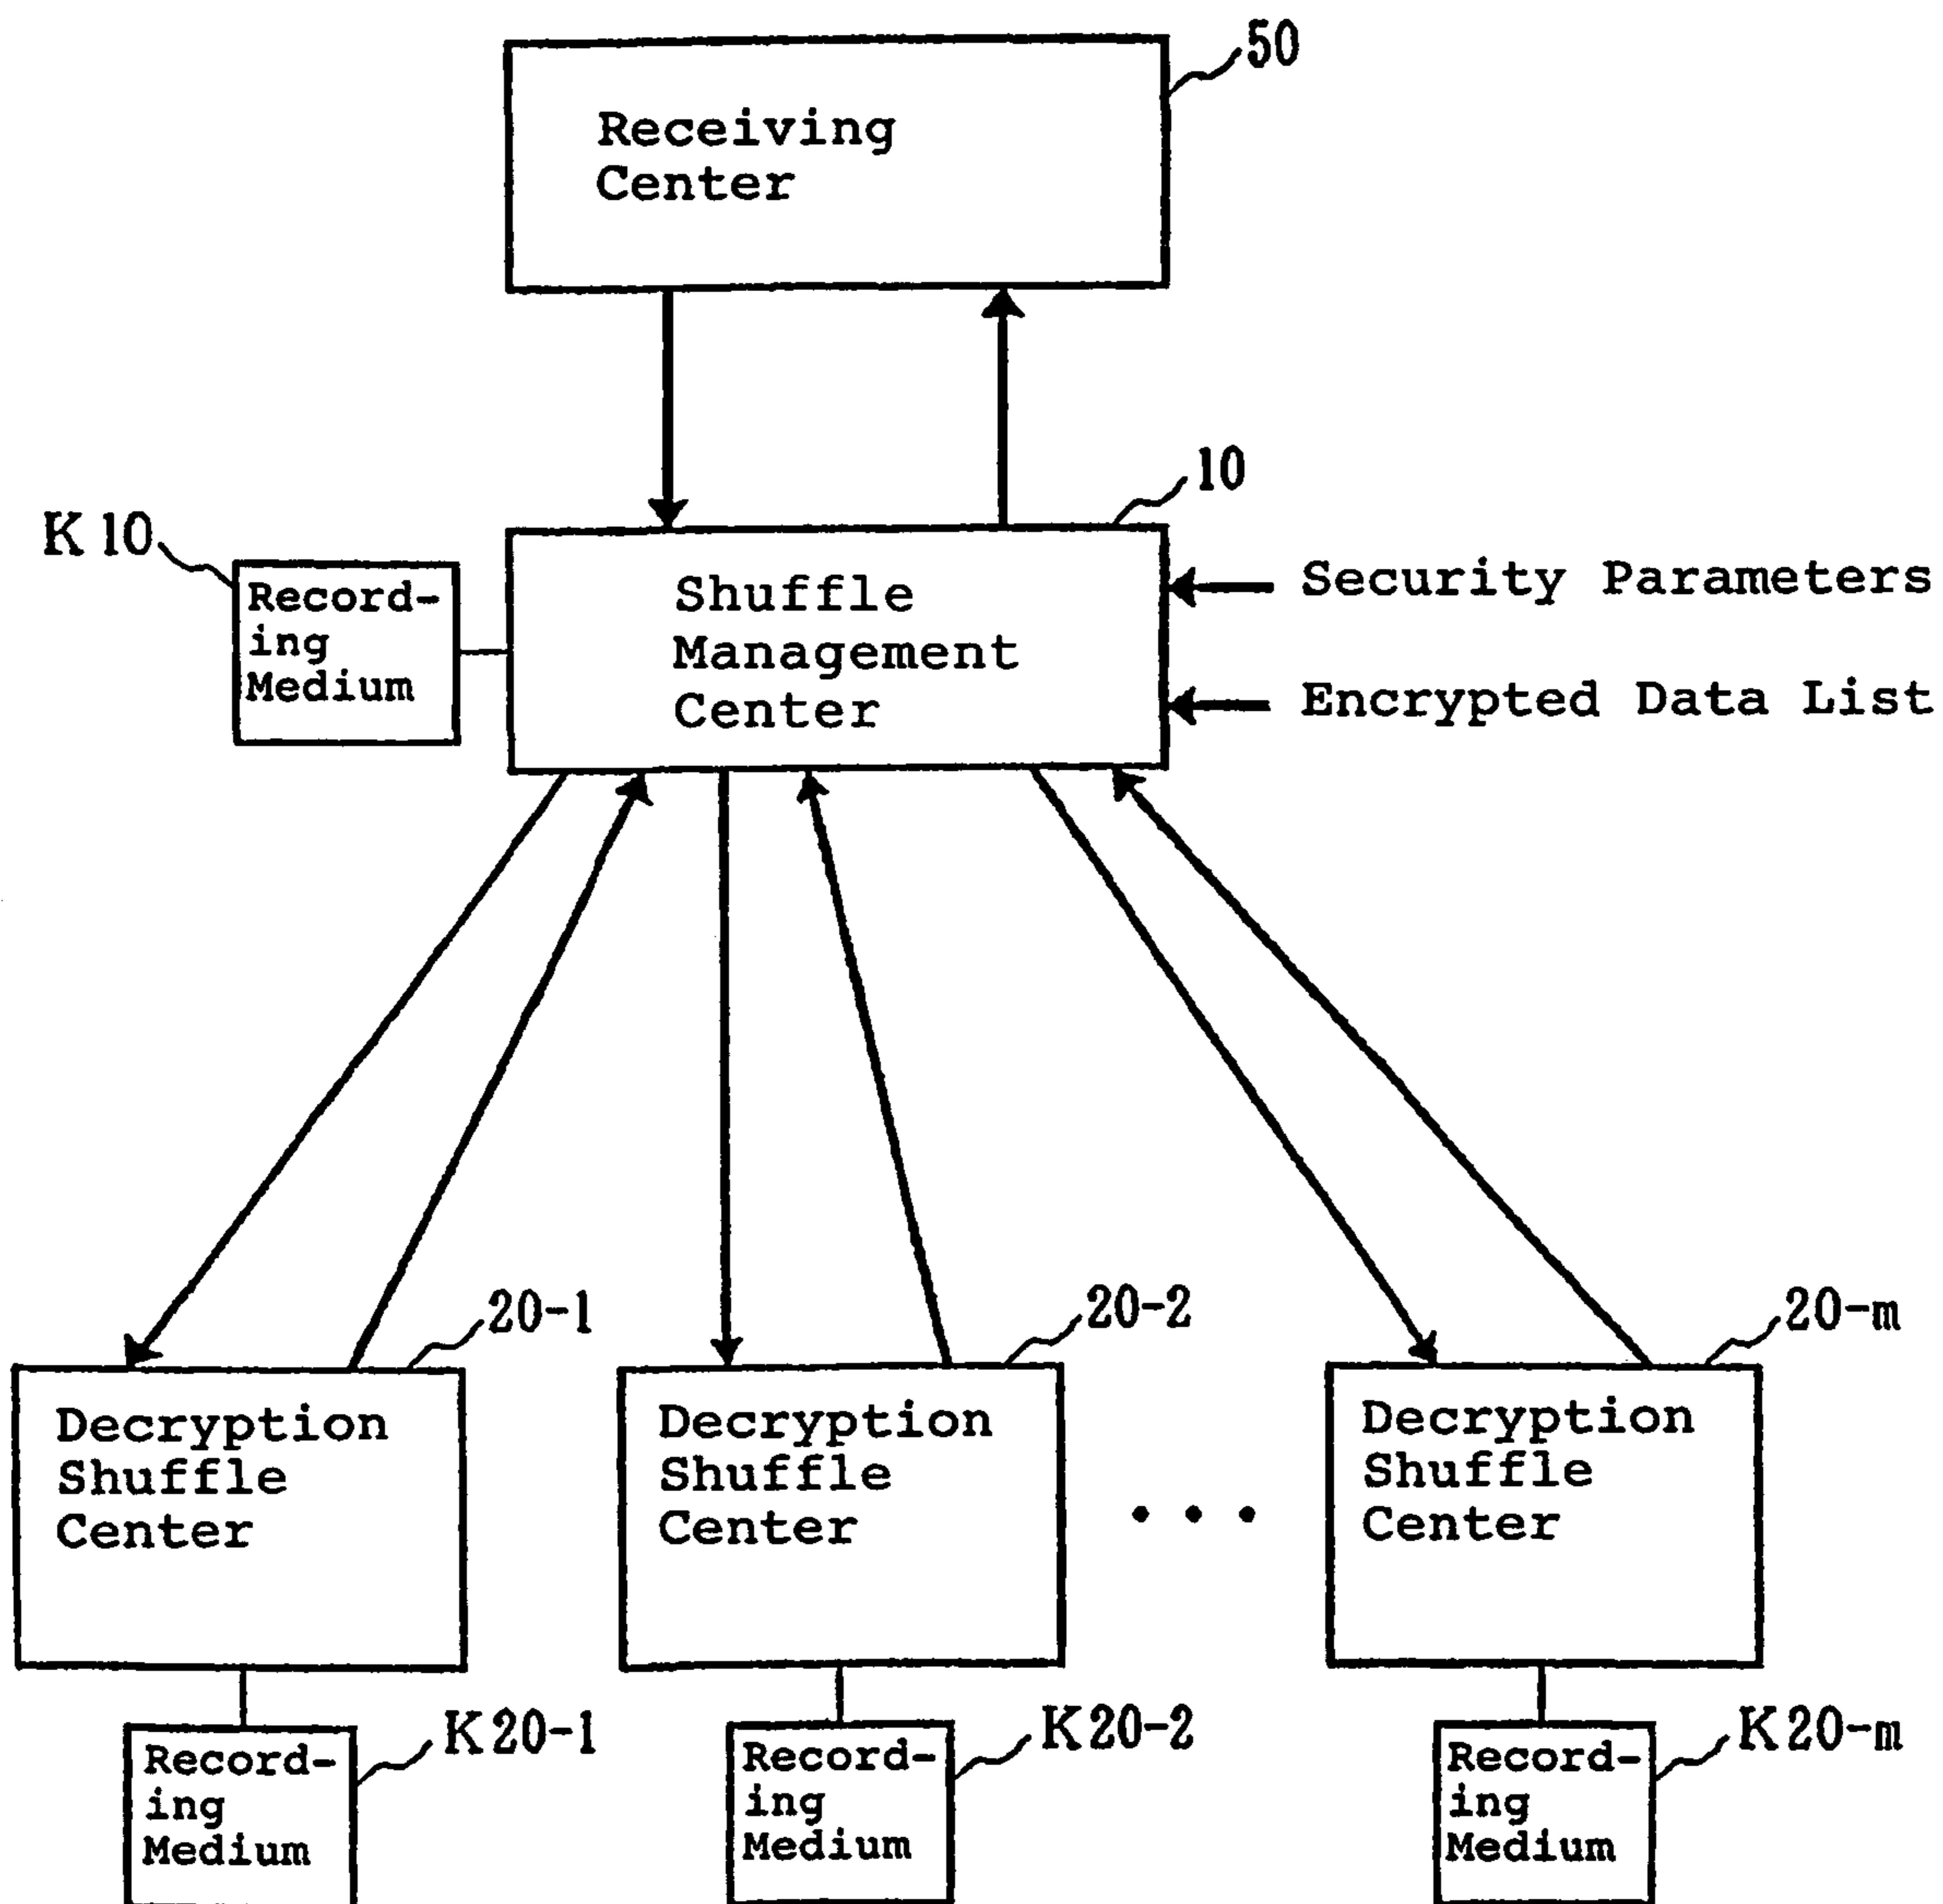 50
Receiving
Center
10
K10
Record-
ing
Medium
Shuffle
Management
Center
Security Parameters
Encrypted Data List
20-1
20-2
20-m
Decryption
Shuffle
Center
Decryption
Shuffle
Center
Decryption
Shuffle
Center
K20-1
K20-2
K20-m
Record-
ing
Medium
Record-
ing
Medium
Record-
ing
Medium